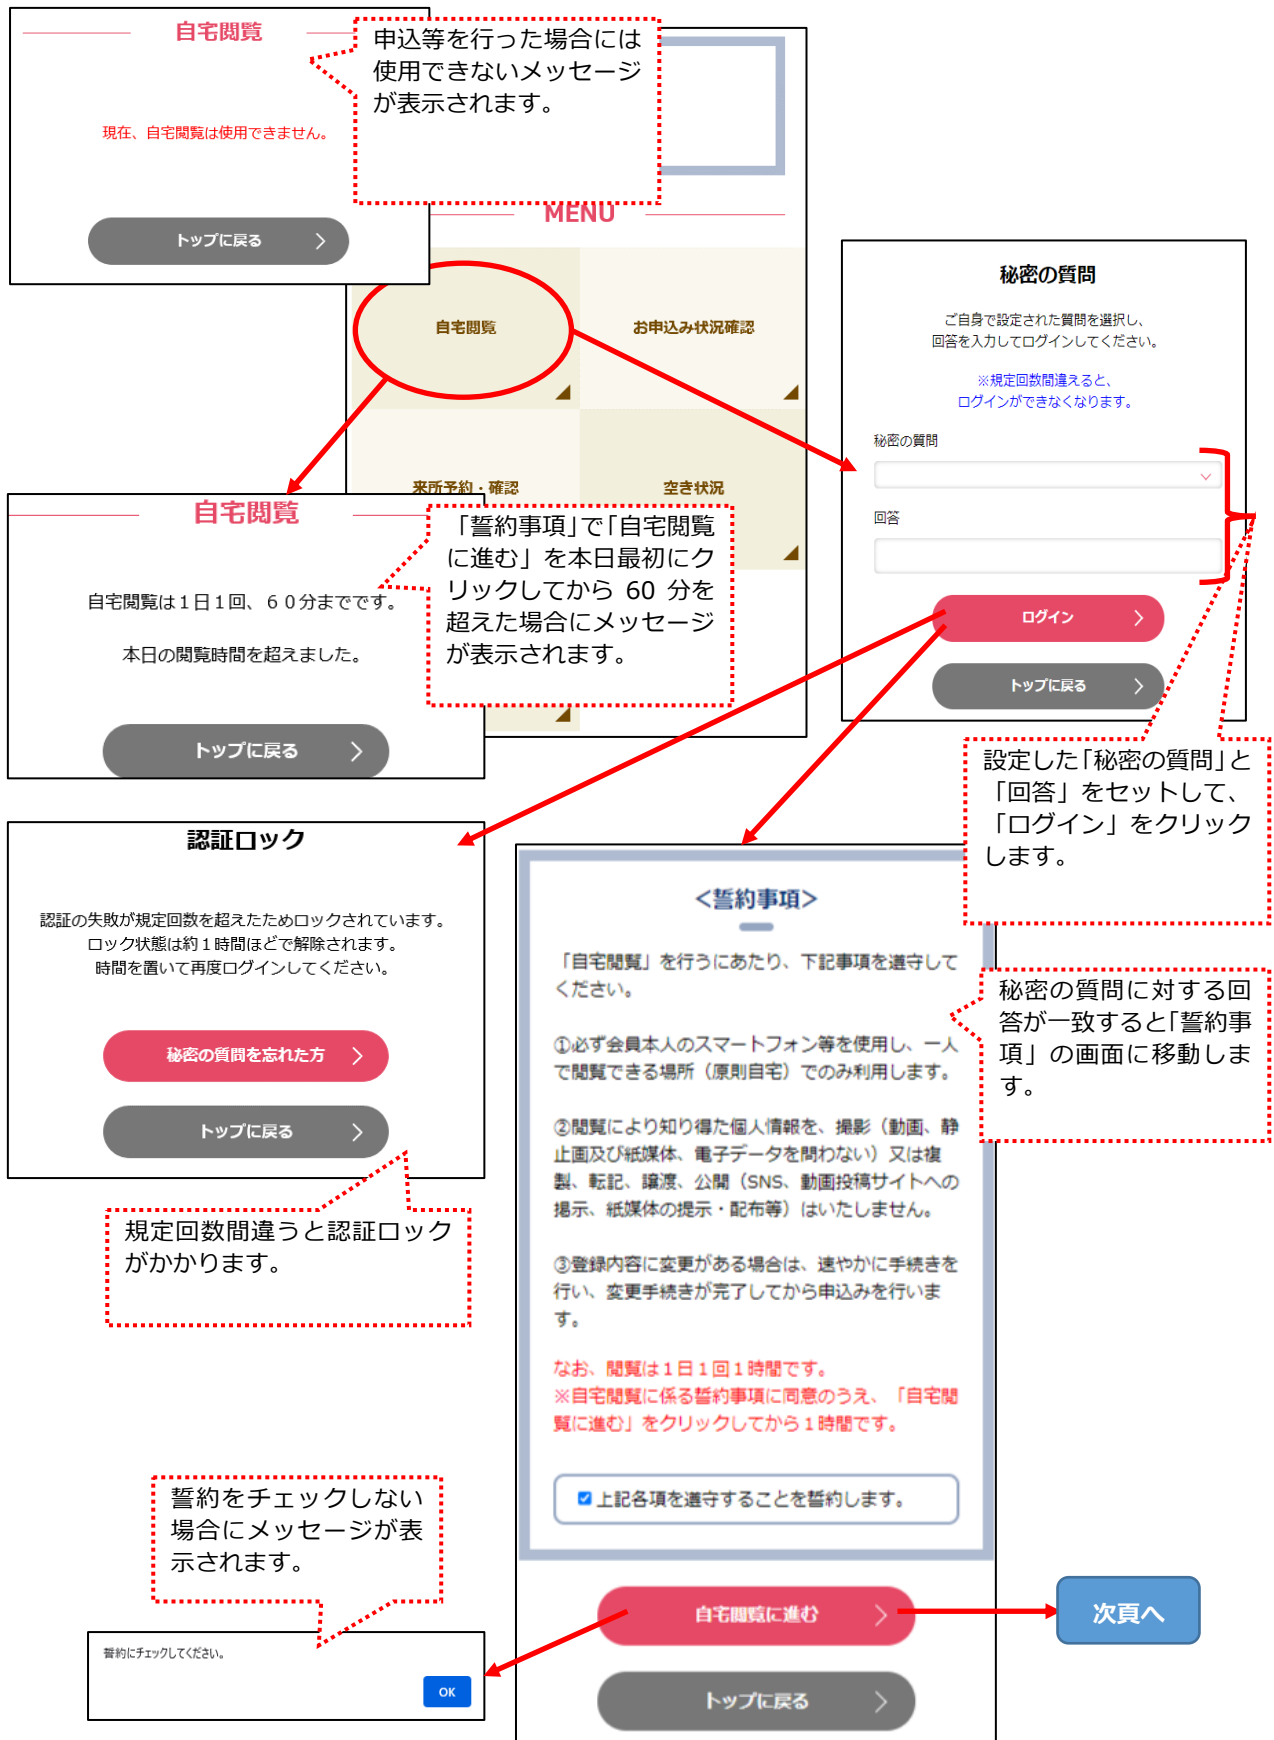 自宅閲覧
現在、自宅閲覧は使用できません。
トップに戻る
申込等を行った場合には
使用できないメッセージ
が表示されます。
MENU
自宅閲覧
お申込み状況確認
来所予約・確認
空き状況
秘密の質問
ご自身で設定された質問を選択し、
回答を入力してログインしてください。
※規定回数間違えると、
ログインができなくなります。
秘密の質問
回答
ログイン
トップに戻る
自宅閲覧
自宅閲覧は1日1回、60分までです。
本日の閲覧時間を超えました。
トップに戻る
「誓約事項」で「自宅閲覧
に進む」を本日最初にク
リックしてから 60 分を
超えた場合にメッセージ
が表示されます。
設定した「秘密の質問」と
「回答」をセットして、
「ログイン」をクリック
します。
認証ロック
認証の失敗が規定回数を超えたためロックされています。
ロック状態は約1時間ほどで解除されます。
時間を置いて再度ログインしてください。
秘密の質問を忘れた方
トップに戻る
規定回数間違うと認証ロック
がかかります。
<誓約事項>
「自宅閲覧」を行うにあたり、下記事項を遵守して
ください。
①必ず会員本人のスマートフォン等を使用し、一人
で閲覧できる場所（原則自宅）でのみ利用します。
②閲覧により知り得た個人情報を、撮影（動画、静
止画及び紙媒体、電子データを問わない）又は複
製、転記、譲渡、公開（SNS、動画投稿サイトへの
掲示、紙媒体の提示・配布等）はいたしません。
③登録内容に変更がある場合は、速やかに手続きを
行い、変更手続きが完了してから申込みを行いま
す。
なお、閲覧は1日1回1時間です。
※自宅閲覧に係る誓約事項に同意のうえ、「自宅閲
覧に進む」をクリックしてから1時間です。
上記各項を遵守することを誓約します。
自宅閲覧に進む
トップに戻る
秘密の質問に対する回
答が一致すると「誓約事
項」の画面に移動しま
す。
誓約をチェックしない
場合にメッセージが表
示されます。
誓約にチェックしてください。
OK
次頁へ